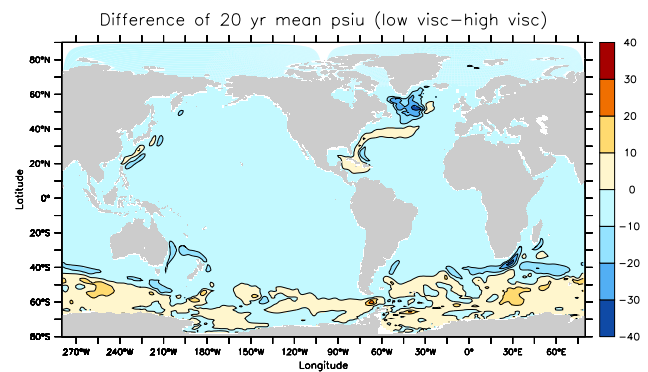 Difference of 20 yr mean psiu (low visc−high visc)
80°N
60°N
40°N
20°N
0°
20°S
40°S
60°S
80°S
Latitude
270°W 240°W 210°W 180°W 150°W 120°W 90°W 60°W 30°W 0° 30°E 60°E
Longitude
40
30
20
10
0
−10
−20
−30
−40